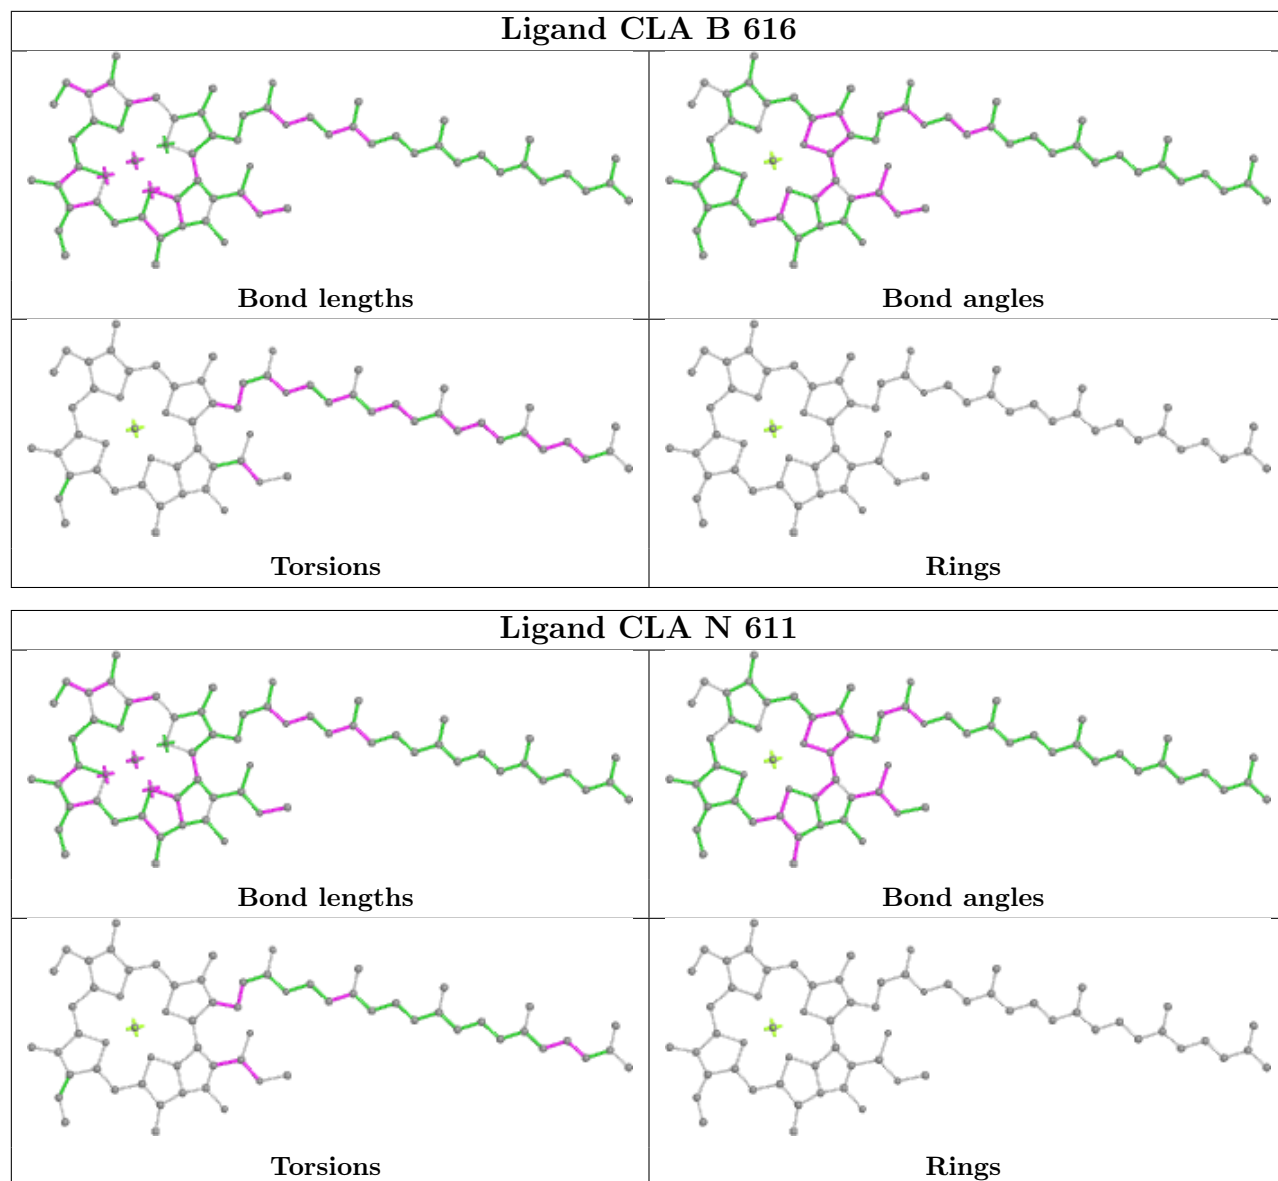 Ligand CLA B 616
Bond lengths
Bond angles
Torsions
Rings
Ligand CLA N 611
Bond lengths
Bond angles
Torsions
Rings